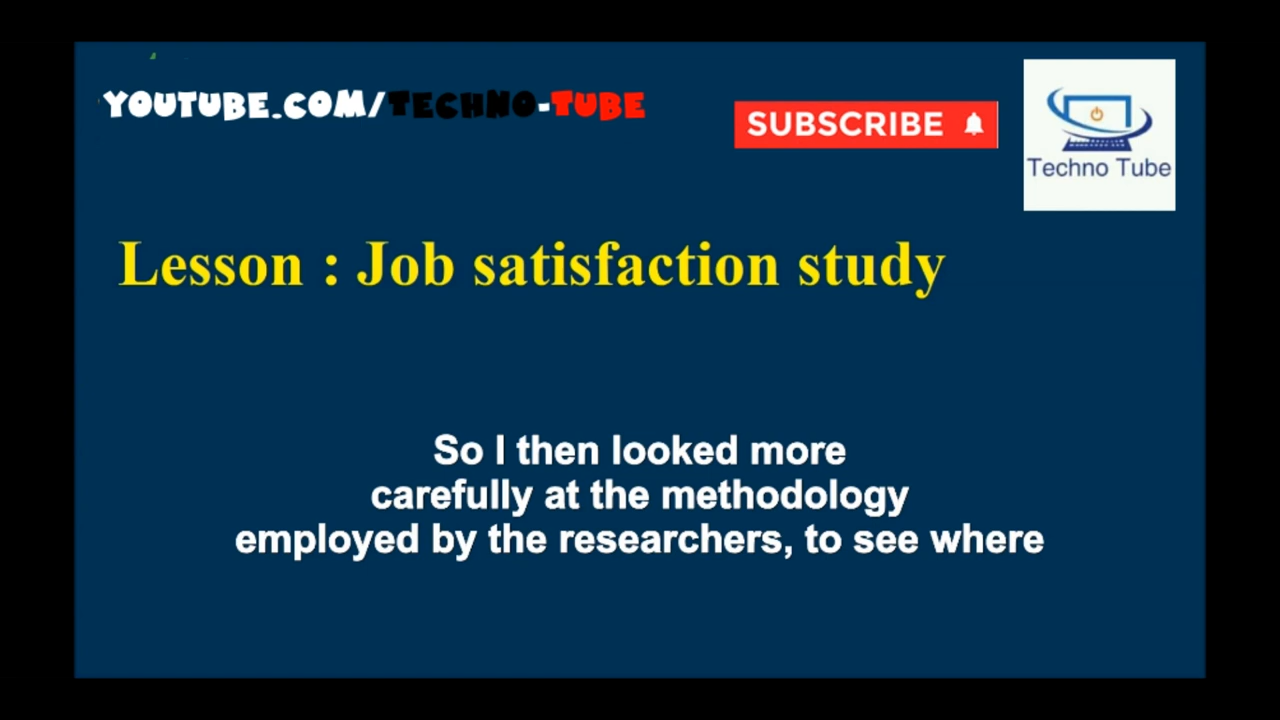 YOUTUBE.COM/TECHNO-TUBE
SUBSCRIBE
Techno Tube
Lesson : Job satisfaction study
So I then looked more
carefully at the methodology
employed by the researchers, to see where